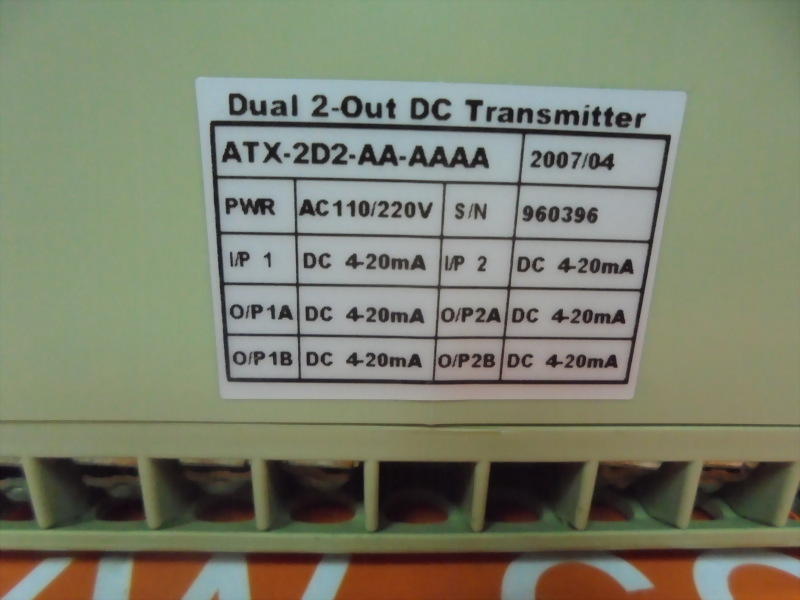 Dual 2-Out DC Transmitter
ATX-2D2-AA-AAAA 2007/04
PWR AC110/220V S/N 960396
I/P 1 DC 4-20mA I/P 2 DC 4-20mA
O/P1A DC 4-20mA O/P2A DC 4-20mA
O/P1B DC 4-20mA O/P2B DC 4-20mA